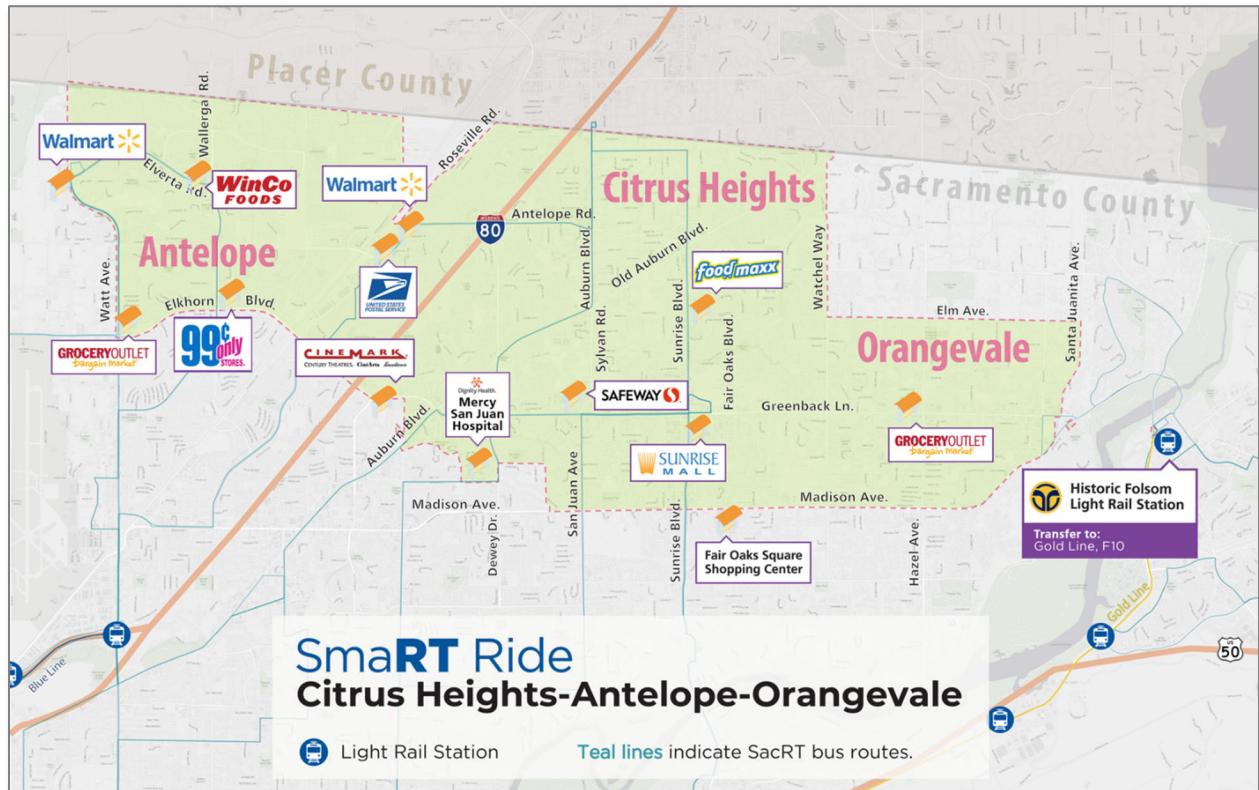 Placer County
Sacramento County
Walmart
Wallerga Rd.
Elverta Rd.
WinCo
FOODS
Walmart
Roseville Rd.
Antelope Rd.
INTERSTATE
80
Citrus Heights
Antelope
Watt Ave.
Elkhorn Blvd.
UNITED STATES
POSTAL SERVICE
Auburn Blvd.
Old Auburn Blvd.
Sunrise Blvd.
food maxx
Watchel Way
Elm Ave.
Santa Juanita Ave.
Orangevale
GROCERY OUTLET
bargain market
99¢
only
STORES.
CINEMARK
CENTURY THEATRES.
Sylvan Rd.
Fair Oaks Blvd.
Dignity Health.
Mercy
San Juan
Hospital
SAFEWAY
Greenback Ln.
Auburn Blvd.
SUNRISE
MALL
GROCERY OUTLET
bargain market
Madison Ave.
San Juan Ave
Madison Ave.
Dewey Dr.
Sunrise Blvd.
Hazel Ave.
Fair Oaks Square
Shopping Center
Historic Folsom
Light Rail Station
Transfer to:
Gold Line, F10
Gold Line
Blue Line
US
50
SmaRT Ride
Citrus Heights-Antelope-Orangevale
Light Rail Station
Teal lines indicate SacRT bus routes.